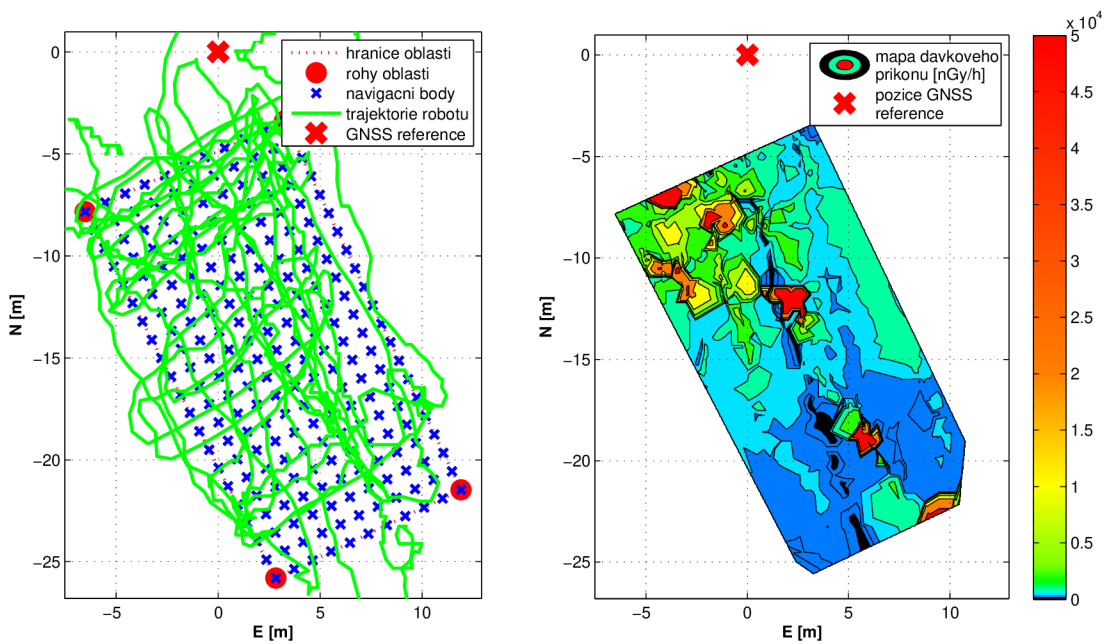 hranice oblasti
rohy oblasti
navigacni body
trajektorie robotu
GNSS reference
0
−5
−10
−15
−20
−25
N [m]
−5
0
5
10
E [m]
mapa davkoveho
prikonu [nGy/h]
pozice GNSS
reference
0
−5
−10
−15
−20
−25
N [m]
−5
0
5
10
E [m]
x 10⁴
5
4.5
4
3.5
3
2.5
2
1.5
1
0.5
0